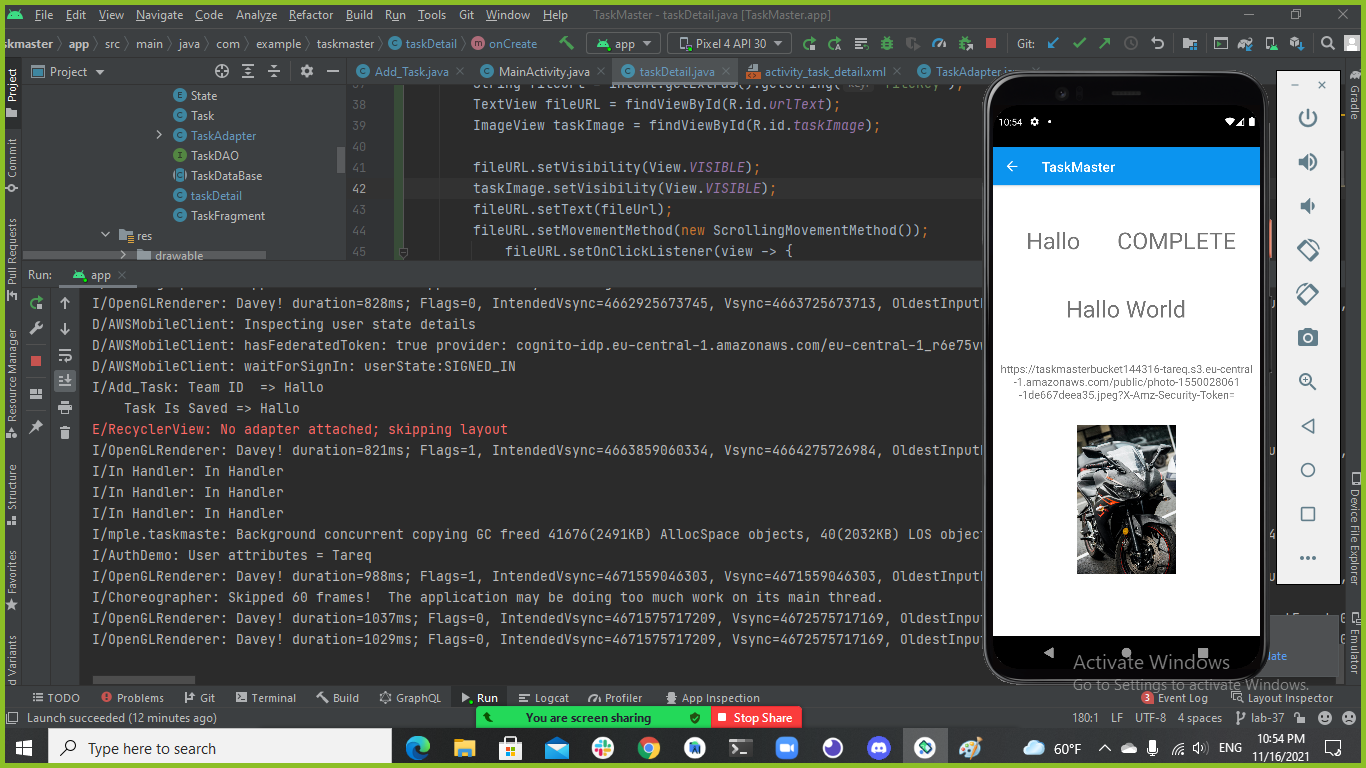 File Edit View Navigate Code Analyze Refactor Build Run Tools Git Window Help TaskMaster - taskDetail.java [TaskMaster.app]
skmaster app src main java com example taskmaster taskDetail onCreate app Pixel 4 API 30 Git:
Project
Add_Task.java MainActivity.java taskDetail.java activity_task_detail.xml TaskAdapter.java
State
Task
TaskAdapter
TaskDAO
TaskDataBase
taskDetail
TaskFragment
res
drawable
38 TextView fileURL = findViewById(R.id.urlText);
39 ImageView taskImage = findViewById(R.id.taskImage);
40
41 fileURL.setVisibility(View.VISIBLE);
42 taskImage.setVisibility(View.VISIBLE);
43 fileURL.setText(fileUrl);
44 fileURL.setMovementMethod(new ScrollingMovementMethod());
45 fileURL.setOnClickListener(view -> {
Run: app
I/OpenGLRenderer: Davey! duration=828ms; Flags=0, IntendedVsync=4662925673745, Vsync=4663725673713, OldestInput
D/AWSMobileClient: Inspecting user state details
D/AWSMobileClient: hasFederatedToken: true provider: cognito-idp.eu-central-1.amazonaws.com/eu-central-1_r6e75v
D/AWSMobileClient: waitForSignIn: userState:SIGNED_IN
I/Add_Task: Team ID  => Hallo
Task Is Saved => Hallo
E/RecyclerView: No adapter attached; skipping layout
I/OpenGLRenderer: Davey! duration=821ms; Flags=1, IntendedVsync=4663859060334, Vsync=4664275726984, OldestInput
I/In Handler: In Handler
I/In Handler: In Handler
I/In Handler: In Handler
I/mple.taskmaste: Background concurrent copying GC freed 41676(2491KB) AllocSpace objects, 40(2032KB) LOS object
I/AuthDemo: User attributes = Tareq
I/OpenGLRenderer: Davey! duration=988ms; Flags=1, IntendedVsync=4671559046303, Vsync=4671559046303, OldestInput
I/Choreographer: Skipped 60 frames!  The application may be doing too much work on its main thread.
I/OpenGLRenderer: Davey! duration=1037ms; Flags=0, IntendedVsync=4671575717209, Vsync=4672575717169, OldestInput
I/OpenGLRenderer: Davey! duration=1029ms; Flags=0, IntendedVsync=4671575717209, Vsync=4672575717169, OldestInput
10:54
TaskMaster
Hallo COMPLETE
Hallo World
https://taskmasterbucket144316-tareq.s3.eu-central
-1.amazonaws.com/public/photo-1550028061
-1de667deea35.jpeg?X-Amz-Security-Token=
Project
Commit
Pull Requests
Resource Manager
Structure
Favorites
d Variants
Gradle
Device File Explorer
Emulator
Activate Windows
Go to Settings to activate Windows.
TODO Problems Git Terminal Build GraphQL Run Logcat Profiler App Inspection 3 Event Log Layout Inspector
Launch succeeded (12 minutes ago) 180:1 LF UTF-8 4 spaces lab-37
You are screen sharing Stop Share
Type here to search 60°F ENG
10:54 PM
11/16/2021